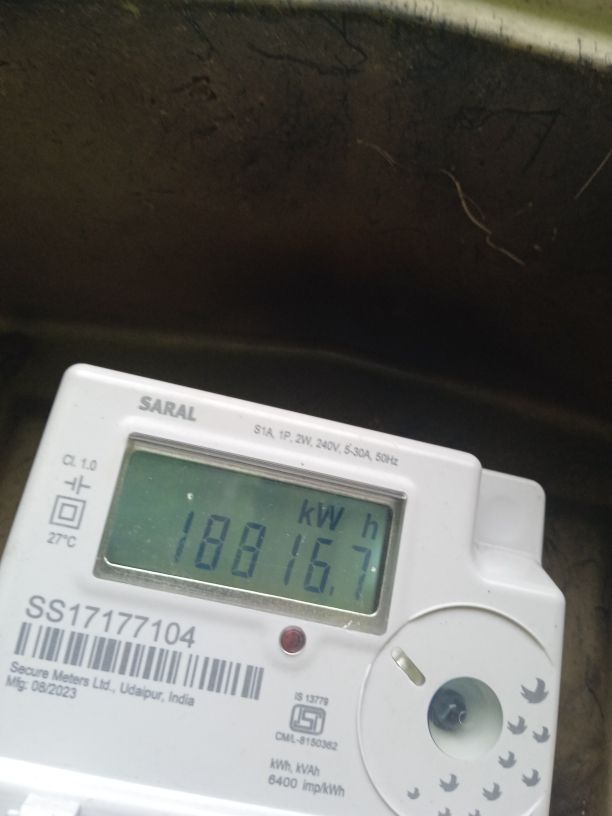 SARAL
S1A, 1P, 2W, 240V, 5-30A, 50Hz
Cl. 1.0
27°C
kW h
18816.7
SS17177104
Secure Meters Ltd., Udaipur, India
Mfg: 08/2023
IS 13779
ISI
CM/L-8150362
kWh, kVAh
6400 imp/kWh